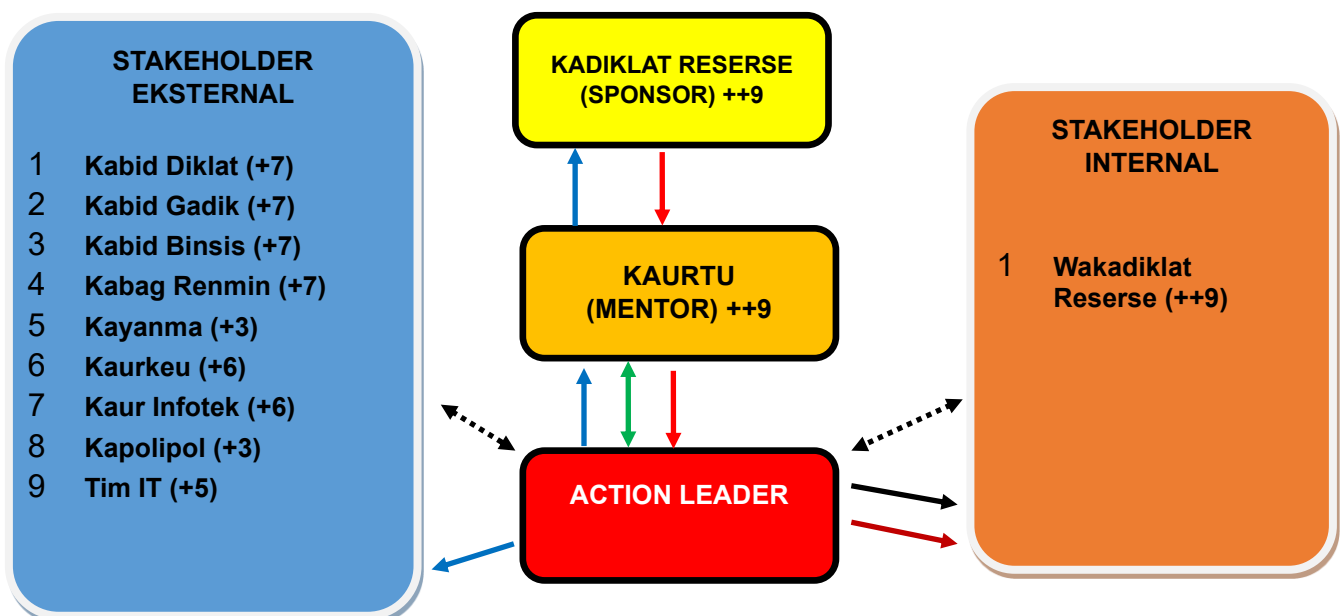 STAKEHOLDER
EKSTERNAL
1 Kabid Diklat (+7)
2 Kabid Gadik (+7)
3 Kabid Binsis (+7)
4 Kabag Renmin (+7)
5 Kayanma (+3)
6 Kaurkeu (+6)
7 Kaur Infotek (+6)
8 Kapolipol (+3)
9 Tim IT (+5)
KADIKLAT RESERSE
(SPONSOR) ++9
KAURTU
(MENTOR) ++9
ACTION LEADER
STAKEHOLDER
INTERNAL
1 Wakadiklat
Reserse (++9)